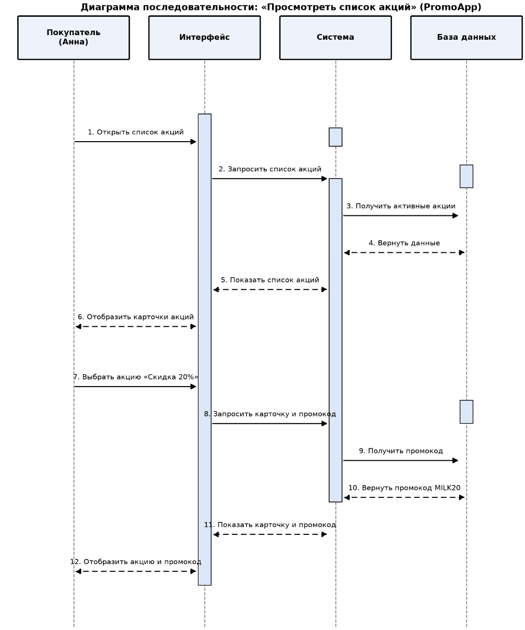 Диаграмма последовательности: «Просмотреть список акций» (PromoApp)
Покупатель
(Анна)
Интерфейс
Система
База данных
1. Открыть список акций
2. Запросить список акций
3. Получить активные акции
4. Вернуть данные
5. Показать список акций
6. Отобразить карточки акций
7. Выбрать акцию «Скидка 20%»
8. Запросить карточку и промокод
9. Получить промокод
10. Вернуть промокод MILK20
11. Показать карточку и промокод
12. Отобразить акцию и промокод